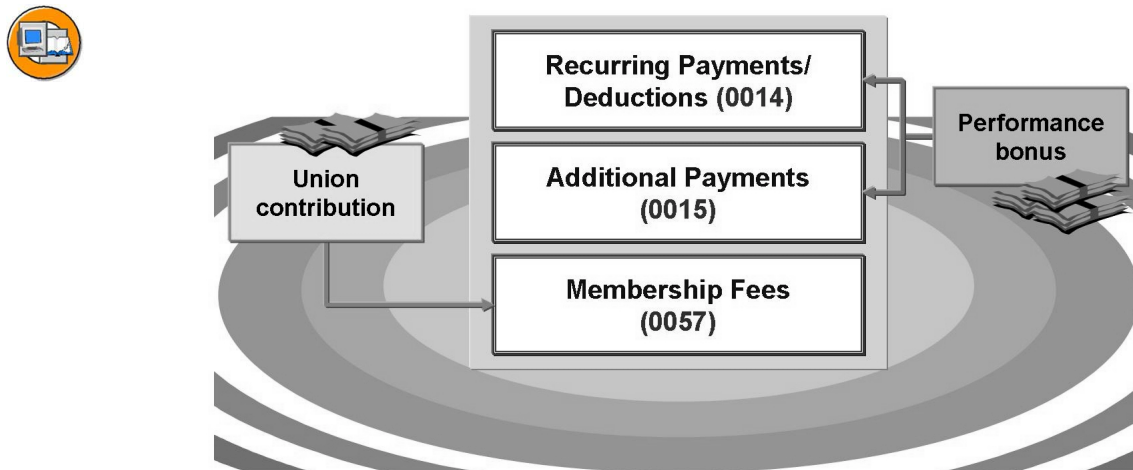 Recurring Payments/
Deductions (0014)
Performance
bonus
Union
contribution
Additional Payments
(0015)
Membership Fees
(0057)